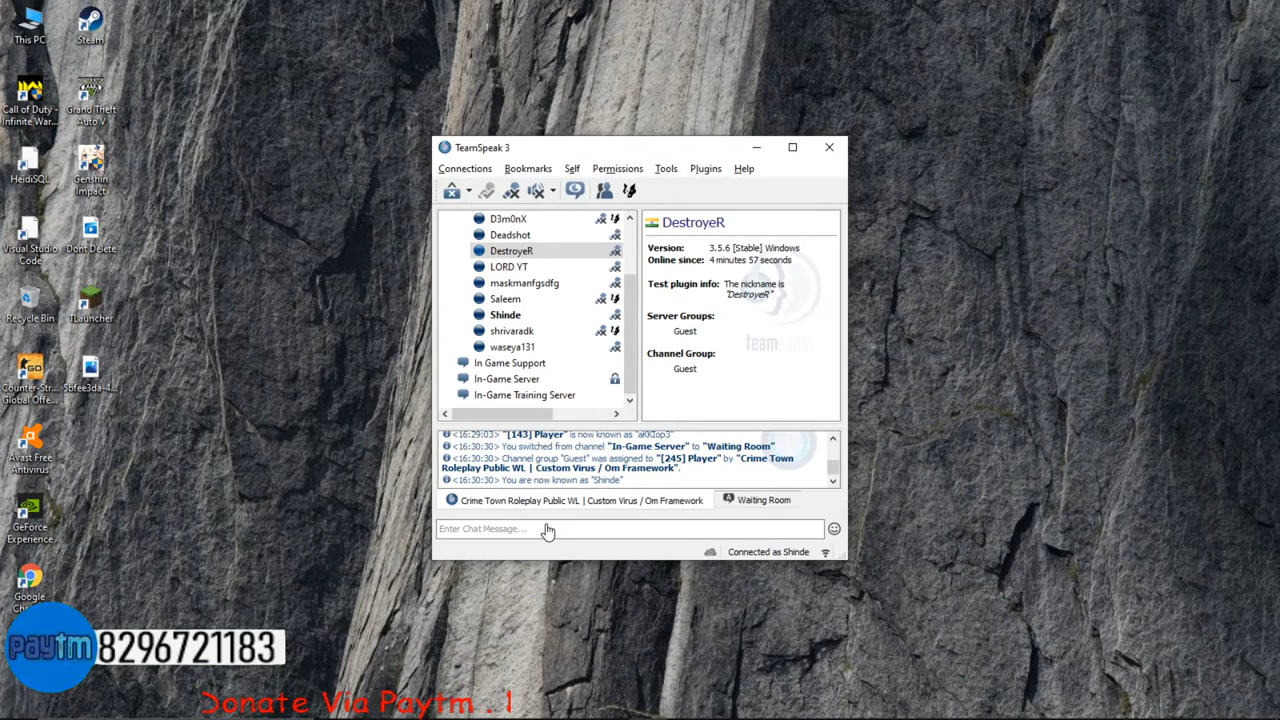 This PC
Steam
Call of Duty -
Infinite War...
Grand Theft
Auto V
HeidiSQL
Genshin
Impact
Visual Studio
Code
Dont Delete
Recycle Bin
TLauncher
Counter-Str...
Global Offe...
5bfee3da-4...
Avast Free
Antivirus
GeForce
Experience
Google
paytm 8296721183
Donate Via Paytm .
TeamSpeak 3
Connections Bookmarks Self Permissions Tools Plugins Help
D3m0nX
Deadshot
DestroyeR
LORD YT
maskmanfgsdfg
Saleem
Shinde
shrivaradk
waseya131
In Game Support
In-Game Server
In-Game Training Server
DestroyeR
Version: 3.5.6 [Stable] Windows
Online since: 4 minutes 57 seconds
Test plugin info: The nickname is
"DestroyeR"
Server Groups:
Guest
Channel Group:
Guest
<16:29:03> "[143] Player" is now known as "aKKIop3"
<16:30:30> You switched from channel "In-Game Server" to "Waiting Room"
<16:30:30> Channel group "Guest" was assigned to "[245] Player" by "Crime Town
Roleplay Public WL | Custom Virus / Om Framework".
<16:30:30> You are now known as "Shinde"
Crime Town Roleplay Public WL | Custom Virus / Om Framework
Waiting Room
Enter Chat Message...
Connected as Shinde